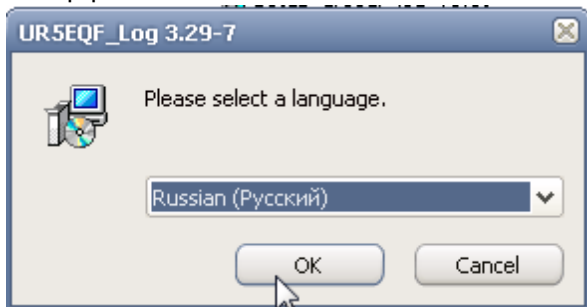 UR5EQF_Log 3.29-7
Please select a language.
Russian (Русский)
OK
Cancel